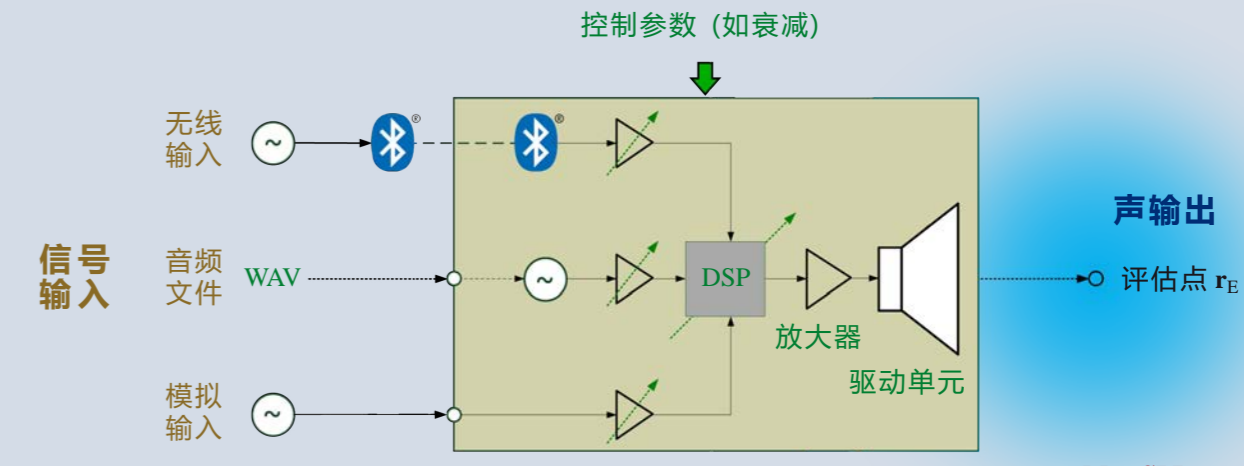 控制参数 (如衰减)
无线
输入
®
®
声输出
信号
输入
音频
文件
WAV
DSP
评估点 rE
放大器
驱动单元
模拟
输入